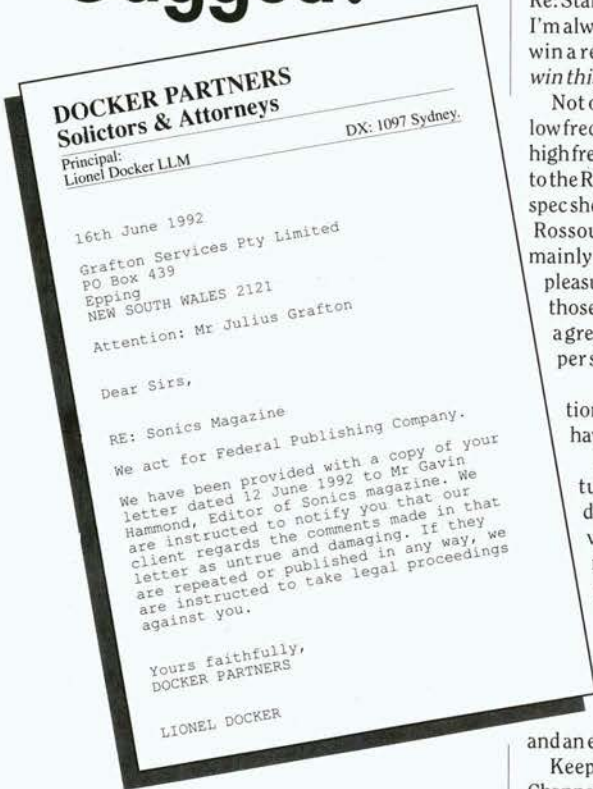 Gagged?
DOCKER PARTNERS
Solictors & Attorneys
Principal:
Lionel Docker LLM
DX: 1097 Sydney.
16th June 1992
Grafton Services Pty Limited
PO Box 439
Epping
NEW SOUTH WALES 2121
Attention: Mr Julius Grafton
Dear Sirs,
RE: Sonics Magazine
We act for Federal Publishing Company.
We have been provided with a copy of your
letter dated 12 June 1992 to Mr Gavin
Hammond, Editor of Sonics magazine. We
are instructed to notify you that our
client regards the comments made in that
letter as untrue and damaging. If they
are repeated or published in any way, we
are instructed to take legal proceedings
against you.
Yours faithfully,
DOCKER PARTNERS
LIONEL DOCKER
I'm alw
win a re
win this
Not o
low freq
high fre
to the R
spec she
Rossou
mainly
pleasu
those
a gre
per s
tion
hav
tu
d
and an e
Keep